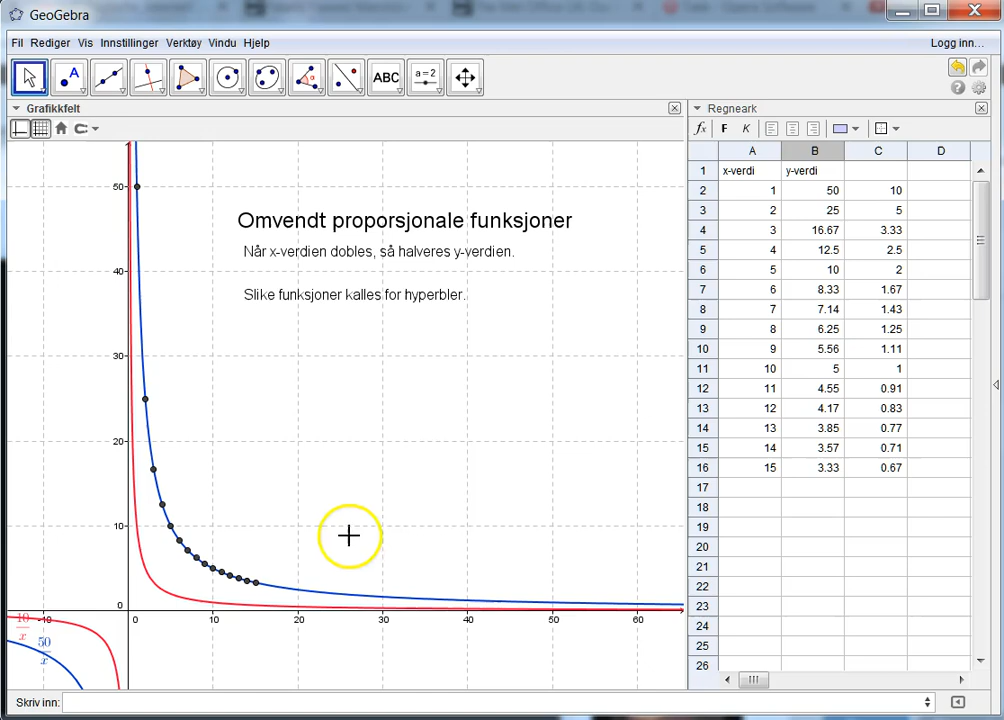 GeoGebra
Fil Rediger Vis Innstillinger Verktøy Vindu Hjelp Logg inn...
ABC a=2
Grafikkfelt
Regneark
fx F K
A B C D
1 x-verdi y-verdi
2 1 50 10
3 2 25 5
4 3 16.67 3.33
5 4 12.5 2.5
6 5 10 2
7 6 8.33 1.67
8 7 7.14 1.43
9 8 6.25 1.25
10 9 5.56 1.11
11 10 5 1
12 11 4.55 0.91
13 12 4.17 0.83
14 13 3.85 0.77
15 14 3.57 0.71
16 15 3.33 0.67
17
18
19
20
21
22
23
24
25
26
Omvendt proporsjonale funksjoner
Når x-verdien dobles, så halveres y-verdien.
Slike funksjoner kalles for hyperbler.
50
40
30
20
10
0
-10 0 10 20 30 40 50 60
10/x
50/x
Skriv inn: